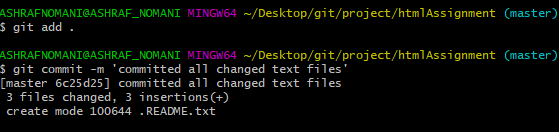 ASHRAFNOMANI@ASHRAF_NOMANI MINGW64 ~/Desktop/git/project/htmlAssignment (master)
$ git add .
ASHRAFNOMANI@ASHRAF_NOMANI MINGW64 ~/Desktop/git/project/htmlAssignment (master)
$ git commit -m 'committed all changed text files'
[master 6c25d25] committed all changed text files
 3 files changed, 3 insertions(+)
 create mode 100644 .README.txt